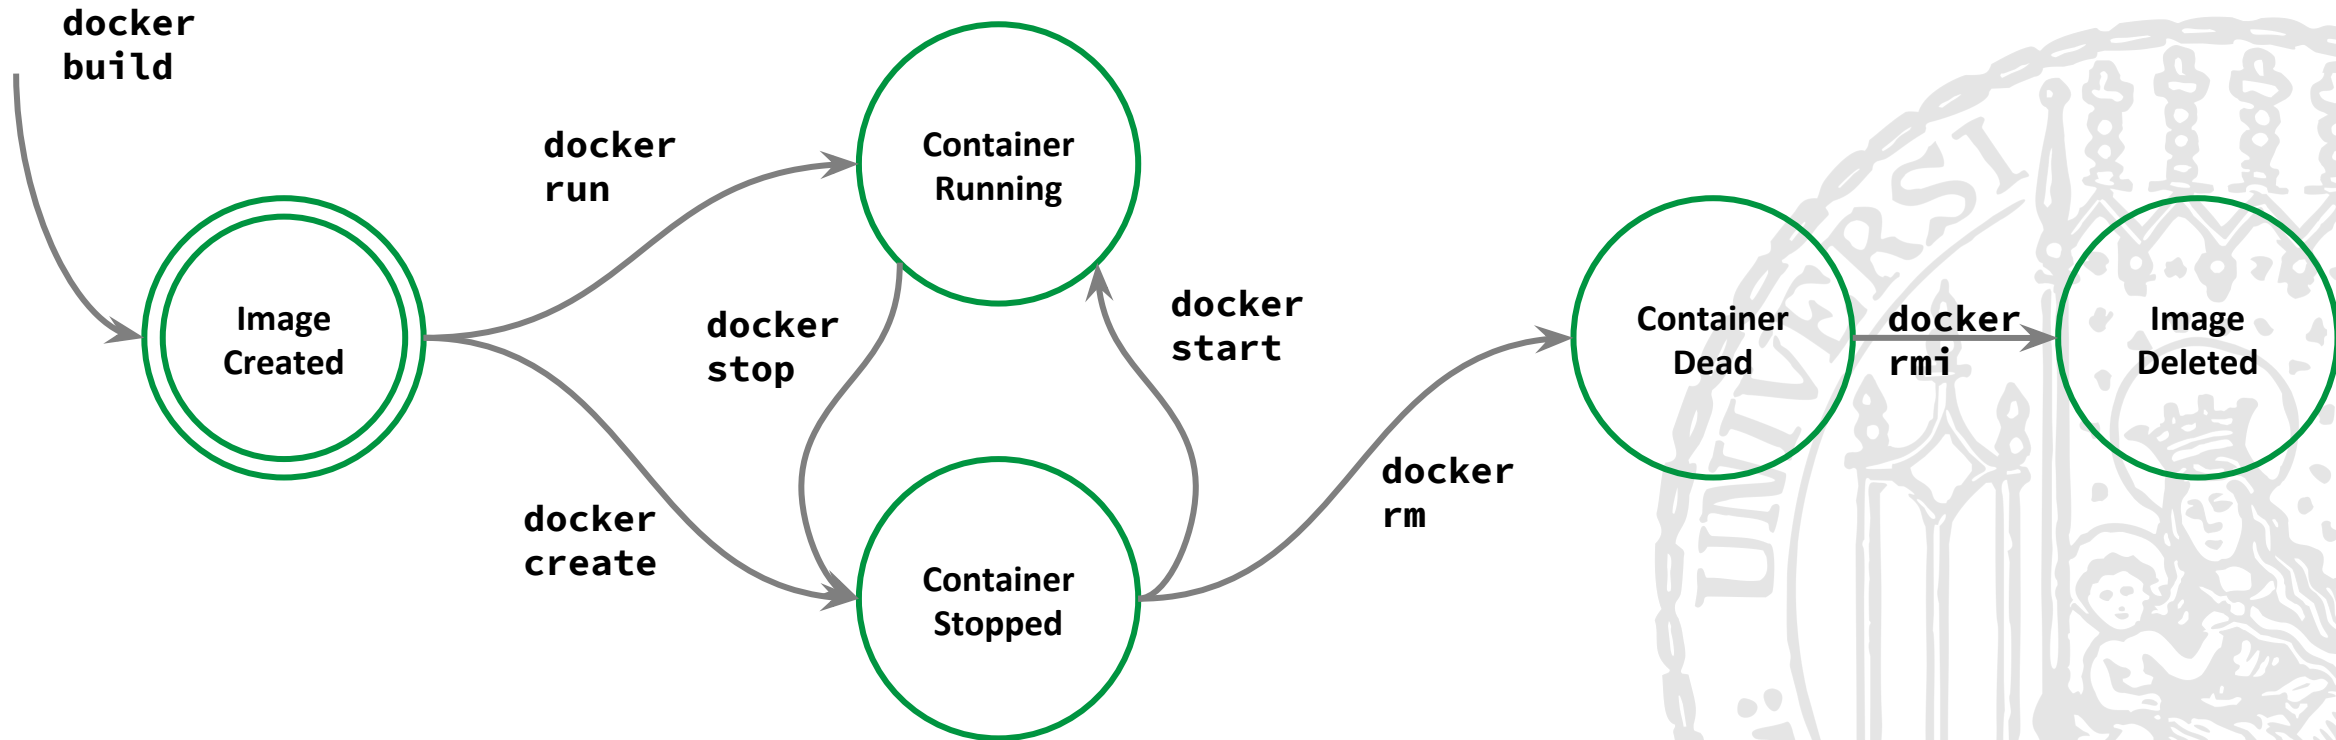 docker
build
docker
run
Container
Running
Image
Created
docker
stop
docker
start
docker
create
Container
Stopped
docker
rm
Container
Dead
docker
rmi
Image
Deleted
UNIVERSI